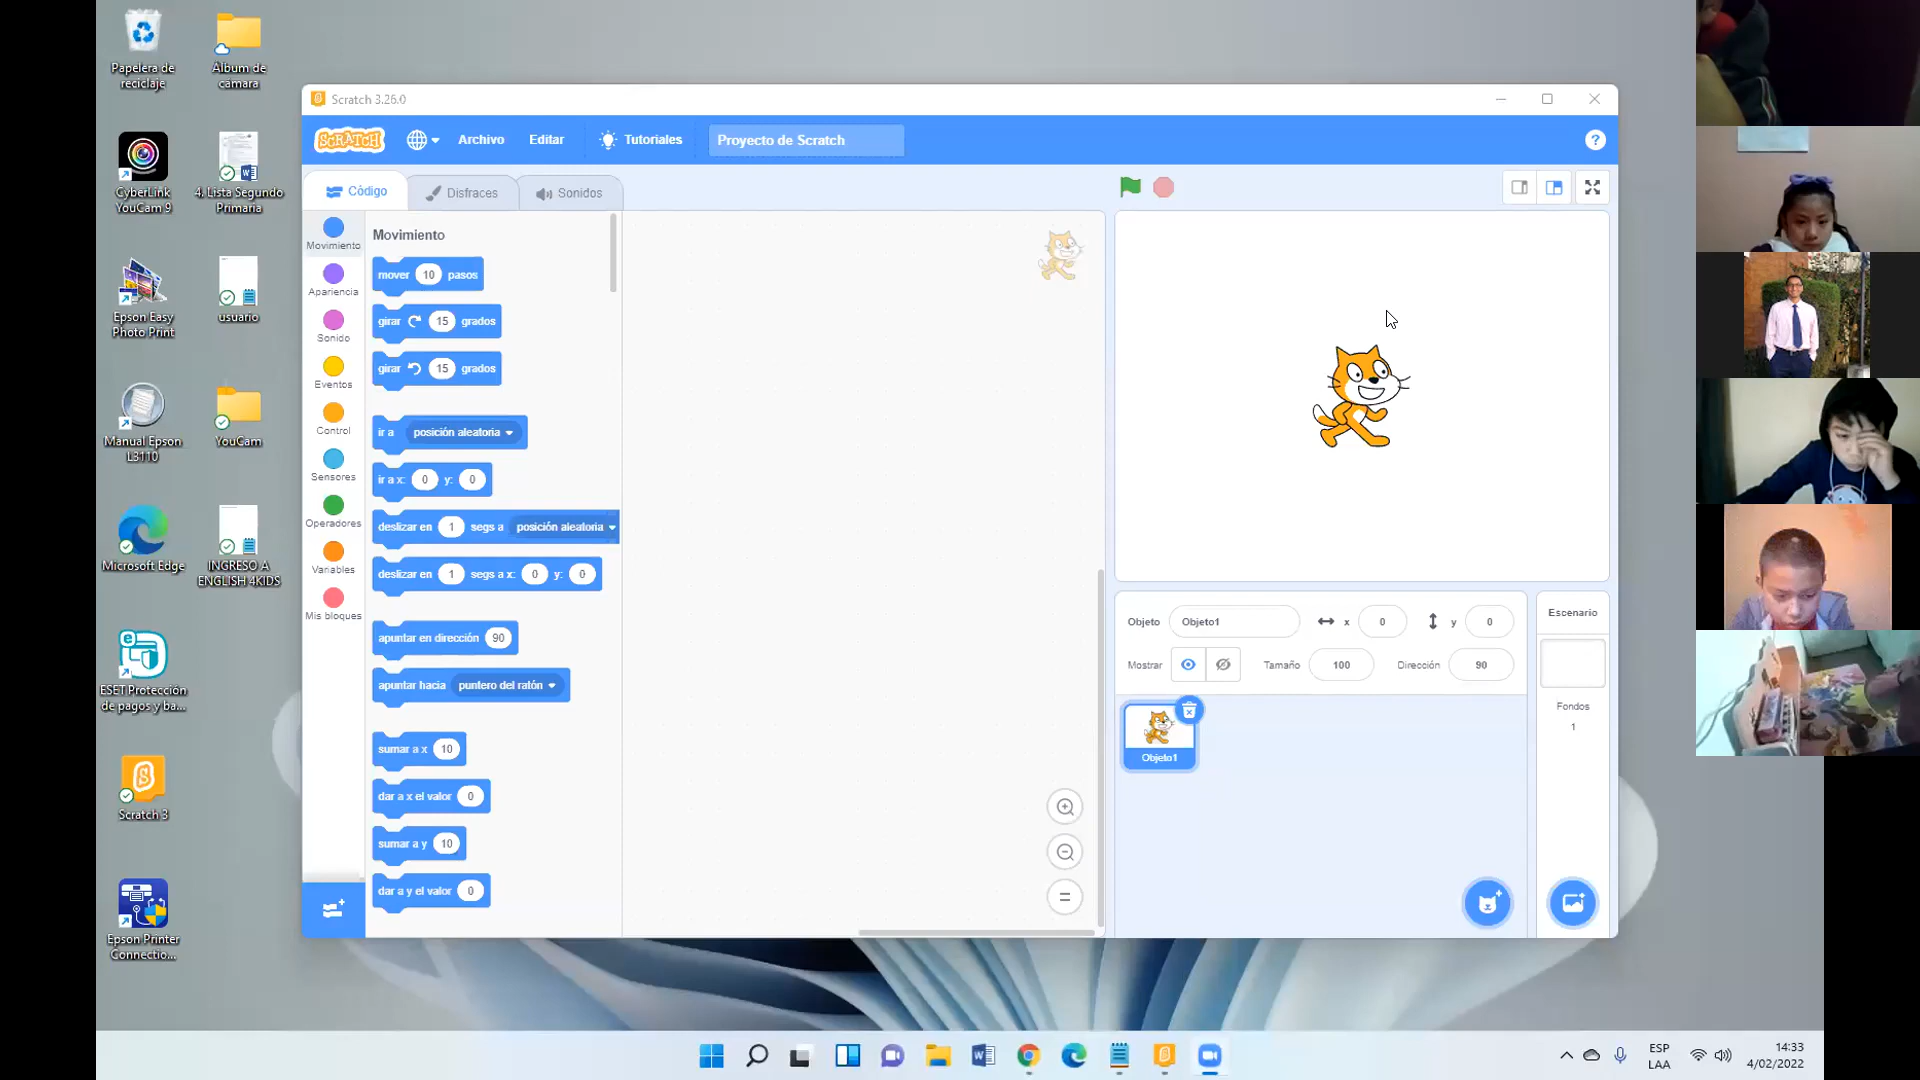 Papelera de
reciclaje
Álbum de
cámara
CyberLink
YouCam 9
4. Lista Segundo
Primaria
Epson Easy
Photo Print
usuario
Manual Epson
L3110
YouCam
Microsoft Edge
INGRESO A
ENGLISH 4KIDS
ESET Protección
de pagos y ba...
Scratch 3
Epson Printer
Connectio...
Scratch 3.26.0
SCRATCH
Archivo
Editar
Tutoriales
Proyecto de Scratch
?
Código
Disfraces
Sonidos
Movimiento
Apariencia
Sonido
Eventos
Control
Sensores
Operadores
Variables
Mis bloques
Movimiento
mover 10 pasos
girar 15 grados
girar 15 grados
ir a posición aleatoria
ir a x: 0 y: 0
deslizar en 1 segs a posición aleatoria
deslizar en 1 segs a x: 0 y: 0
apuntar en dirección 90
apuntar hacia puntero del ratón
sumar a x 10
dar a x el valor 0
sumar a y 10
dar a y el valor 0
Objeto Objeto1 x 0 y 0
Mostrar Tamaño 100 Dirección 90
Objeto1
Escenario
Fondos
1
ESP
LAA
14:33
4/02/2022